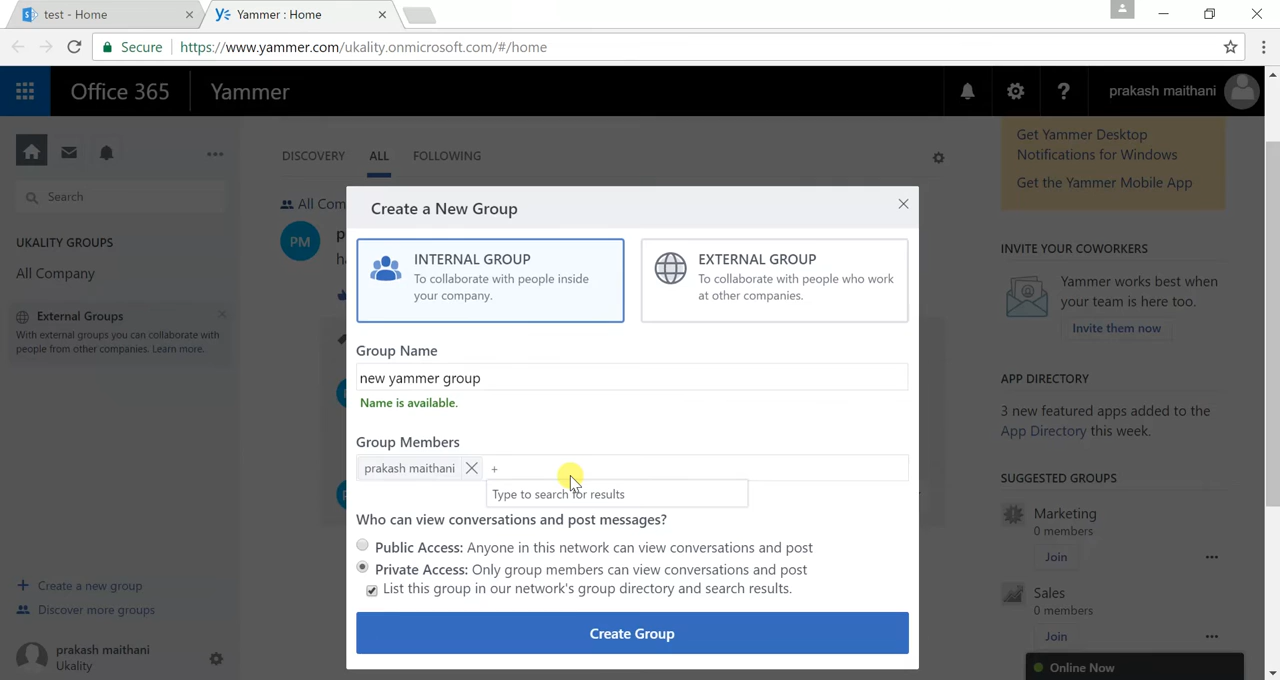 test - Home
Yammer : Home
Secure
https://www.yammer.com/ukality.onmicrosoft.com/#/home
Office 365
Yammer
prakash maithani
DISCOVERY
ALL
FOLLOWING
Search
UKALITY GROUPS
All Company
External Groups
With external groups you can collaborate with
people from other companies. Learn more.
+ Create a new group
Discover more groups
prakash maithani
Ukality
All Com
PM
Create a New Group
INTERNAL GROUP
To collaborate with people inside
your company.
EXTERNAL GROUP
To collaborate with people who work
at other companies.
Group Name
new yammer group
Name is available.
Group Members
prakash maithani
+
Type to search for results
Who can view conversations and post messages?
Public Access: Anyone in this network can view conversations and post
Private Access: Only group members can view conversations and post
List this group in our network's group directory and search results.
Create Group
Get Yammer Desktop
Notifications for Windows
Get the Yammer Mobile App
INVITE YOUR COWORKERS
Yammer works best when
your team is here too.
Invite them now
APP DIRECTORY
3 new featured apps added to the
App Directory this week.
SUGGESTED GROUPS
Marketing
0 members
Join
Sales
0 members
Join
Online Now